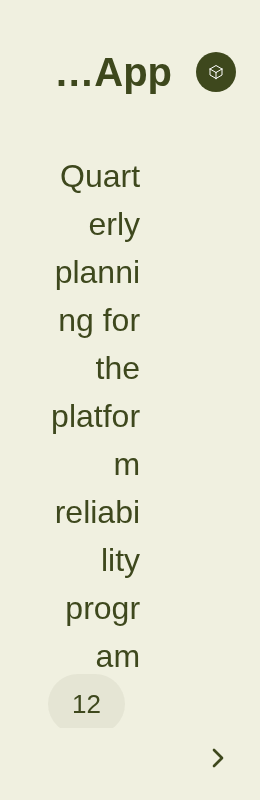 ...App
Quart
erly
planni
ng for
the
platfor
m
reliabi
lity
progr
am
12